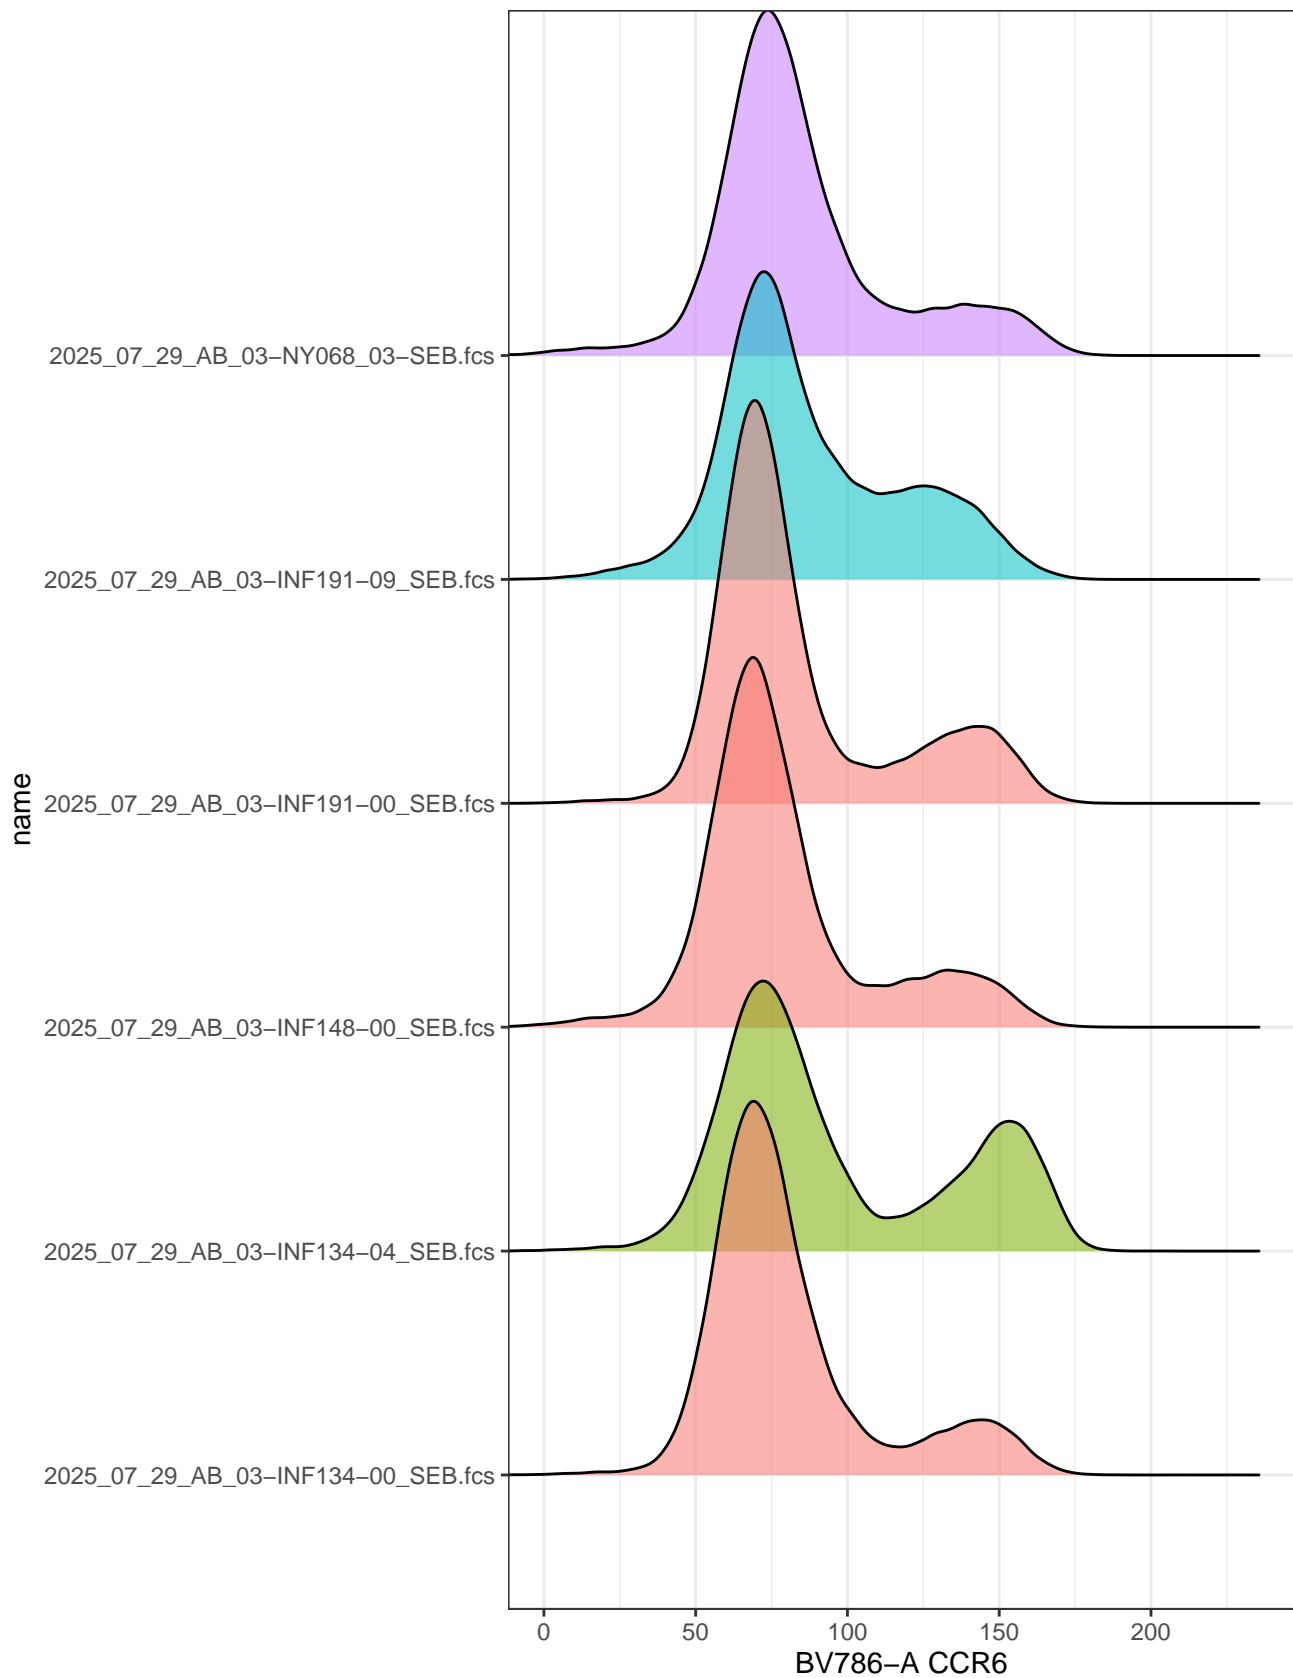 2025_07_29_AB_03−NY068_03−SEB.fcs
2025_07_29_AB_03−INF191−09_SEB.fcs
2025_07_29_AB_03−INF191−00_SEB.fcs
name
2025_07_29_AB_03−INF148−00_SEB.fcs
2025_07_29_AB_03−INF134−04_SEB.fcs
2025_07_29_AB_03−INF134−00_SEB.fcs
0 50 100 150 200
BV786−A CCR6